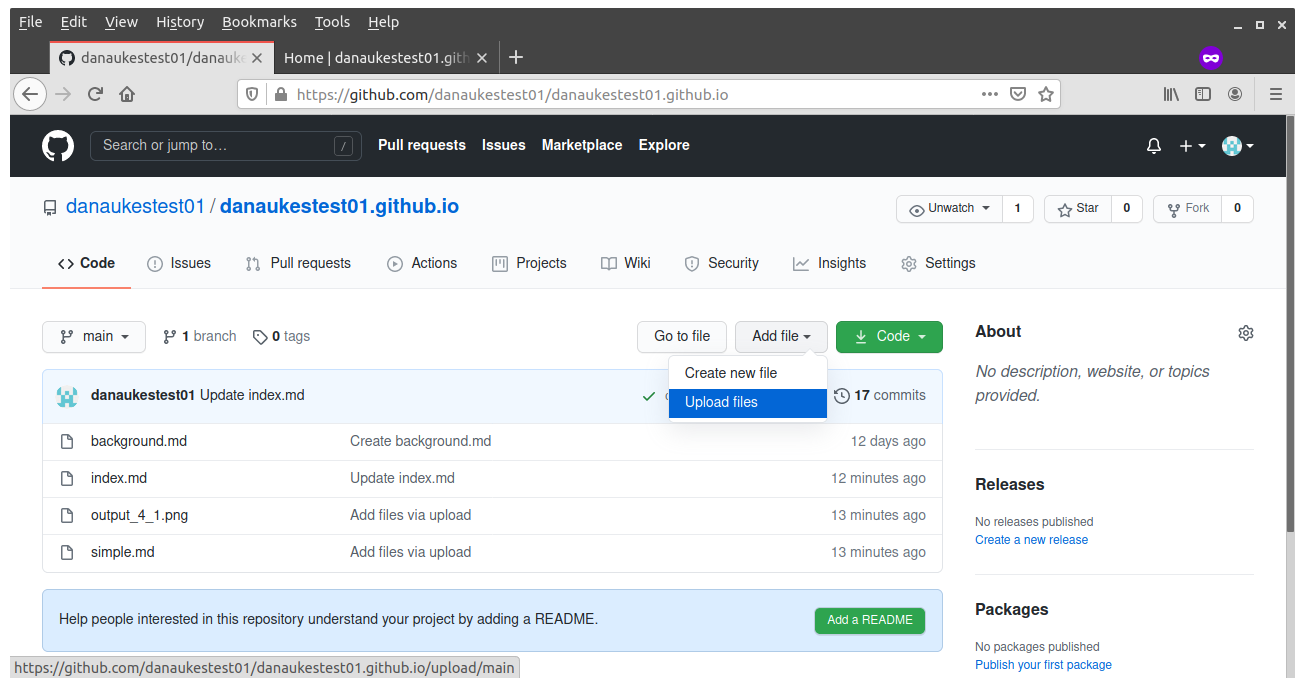 File Edit View History Bookmarks Tools Help
danaukestest01/danauke
Home | danaukestest01.gith
https://github.com/danaukestest01/danaukestest01.github.io
Search or jump to… /
Pull requests Issues Marketplace Explore
danaukestest01 / danaukestest01.github.io
Unwatch 1 Star 0 Fork 0
Code Issues Pull requests Actions Projects Wiki Security Insights Settings
main 1 branch 0 tags Go to file Add file Code
Create new file
Upload files
danaukestest01 Update index.md 17 commits
background.md Create background.md 12 days ago
index.md Update index.md 12 minutes ago
output_4_1.png Add files via upload 13 minutes ago
simple.md Add files via upload 13 minutes ago
Help people interested in this repository understand your project by adding a README. Add a README
About
No description, website, or topics
provided.
Releases
No releases published
Create a new release
Packages
No packages published
Publish your first package
https://github.com/danaukestest01/danaukestest01.github.io/upload/main